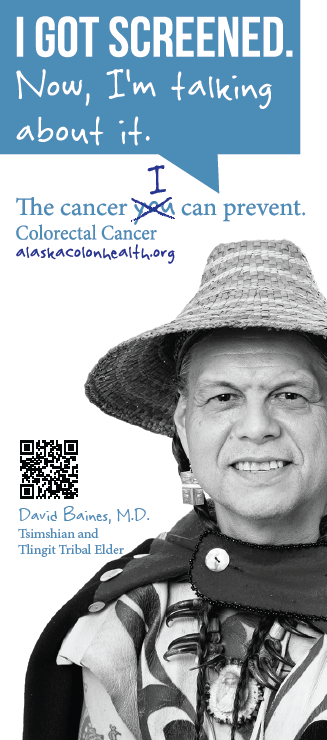 I GOT SCREENED.
Now, I'm talking
about it.
I
The cancer you can prevent.
Colorectal Cancer
alaskacolonhealth.org
David Baines, M.D.
Tsimshian and
Tlingit Tribal Elder